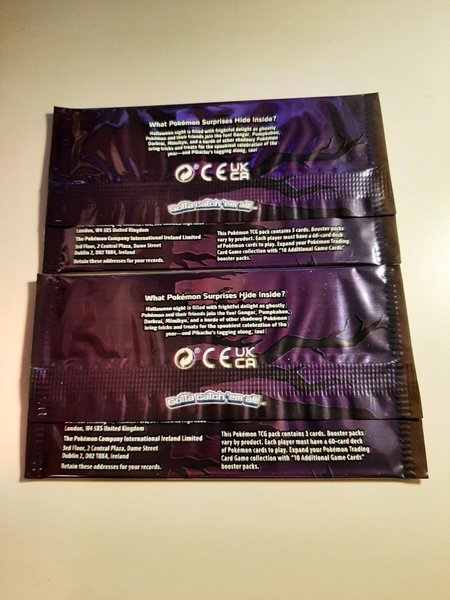 What Pokémon Surprises Hide Inside?
Halloween night is filled with frightful delight as ghostly
Pokémon and their friends join the fun! Gengar, Pumpkaboo,
Darkrai, Mimikyu, and a horde of other shadowy Pokémon
bring tricks and treats for the spookiest celebration of the
year—and Pikachu's tagging along, too!
CE UK
CA
Gotta catch 'em all!
London, W4 5XS United Kingdom
The Pokémon Company International Ireland Limited
3rd Floor, 2 Central Plaza, Dame Street
Dublin 2, D02 T0X4, Ireland
Retain these addresses for your records.
This Pokémon TCG pack contains 3 cards. Booster packs
vary by product. Each player must have a 60-card deck
of Pokémon cards to play. Expand your Pokémon Trading
Card Game collection with "10 Additional Game Cards"
booster packs.
What Pokémon Surprises Hide Inside?
Halloween night is filled with frightful delight as ghostly
Pokémon and their friends join the fun! Gengar, Pumpkaboo,
Darkrai, Mimikyu, and a horde of other shadowy Pokémon
bring tricks and treats for the spookiest celebration of the
year—and Pikachu's tagging along, too!
CE UK
CA
Gotta catch 'em all!
London, W4 5XS United Kingdom
The Pokémon Company International Ireland Limited
3rd Floor, 2 Central Plaza, Dame Street
Dublin 2, D02 T0X4, Ireland
Retain these addresses for your records.
This Pokémon TCG pack contains 3 cards. Booster packs
vary by product. Each player must have a 60-card deck
of Pokémon cards to play. Expand your Pokémon Trading
Card Game collection with "10 Additional Game Cards"
booster packs.